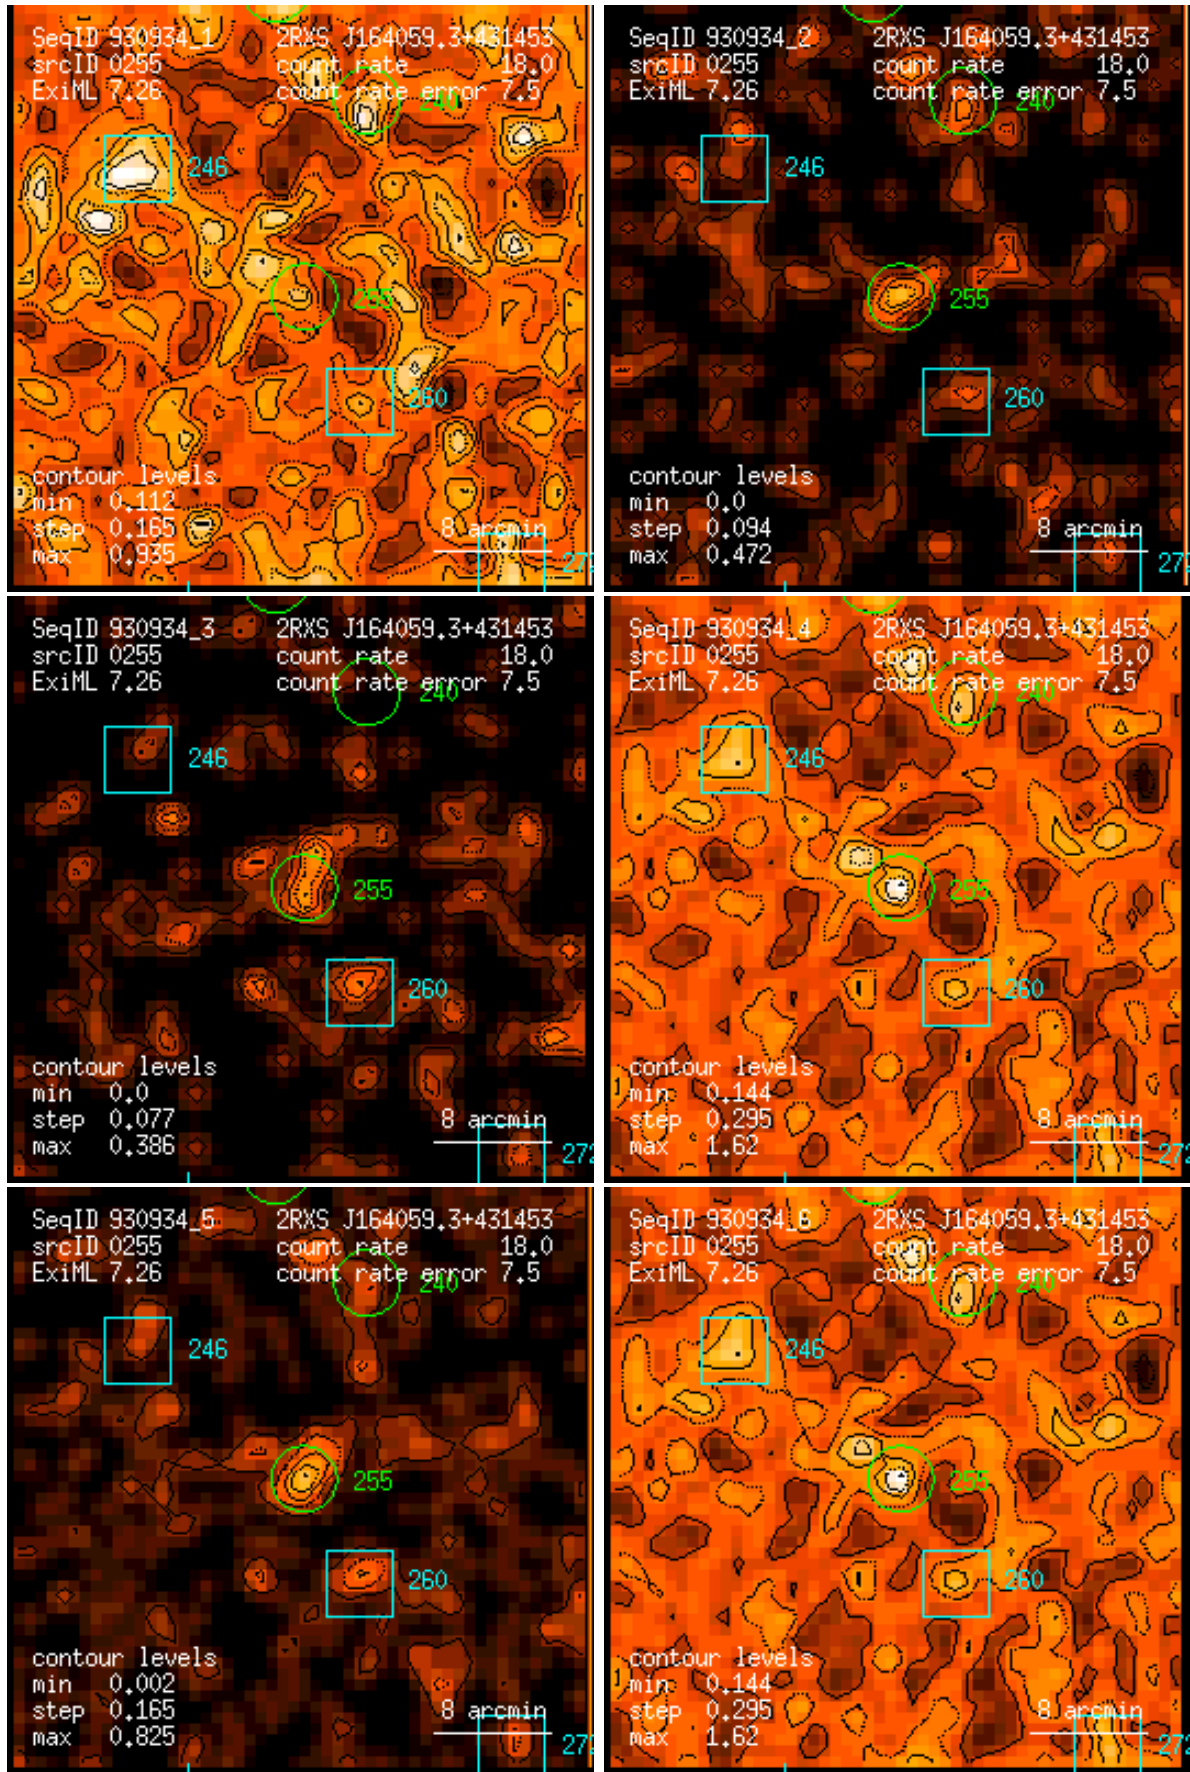 SeqID 930934_1 2RXS J164059.3+431453
srcID 0255 count rate 18.0
ExiML 7.26 count rate error 7.5
240
246
255
260
contour levels
min 0.112
step 0.165 8 arcmin
max 0.935
272
SeqID 930934_2 2RXS J164059.3+431453
srcID 0255 count rate 18.0
ExiML 7.26 count rate error 7.5
240
246
255
260
contour levels
min 0.0
step 0.094 8 arcmin
max 0.472
272
SeqID 930934_3 2RXS J164059.3+431453
srcID 0255 count rate 18.0
ExiML 7.26 count rate error 7.5
240
246
255
260
contour levels
min 0.0
step 0.077 8 arcmin
max 0.386
272
SeqID 930934_4 2RXS J164059.3+431453
srcID 0255 count rate 18.0
ExiML 7.26 count rate error 7.5
240
246
255
260
contour levels
min 0.144
step 0.295 8 arcmin
max 1.62
272
SeqID 930934_5 2RXS J164059.3+431453
srcID 0255 count rate 18.0
ExiML 7.26 count rate error 7.5
240
246
255
260
contour levels
min 0.002
step 0.165 8 arcmin
max 0.825
272
SeqID 930934_6 2RXS J164059.3+431453
srcID 0255 count rate 18.0
ExiML 7.26 count rate error 7.5
240
246
255
260
contour levels
min 0.144
step 0.295 8 arcmin
max 1.62
272